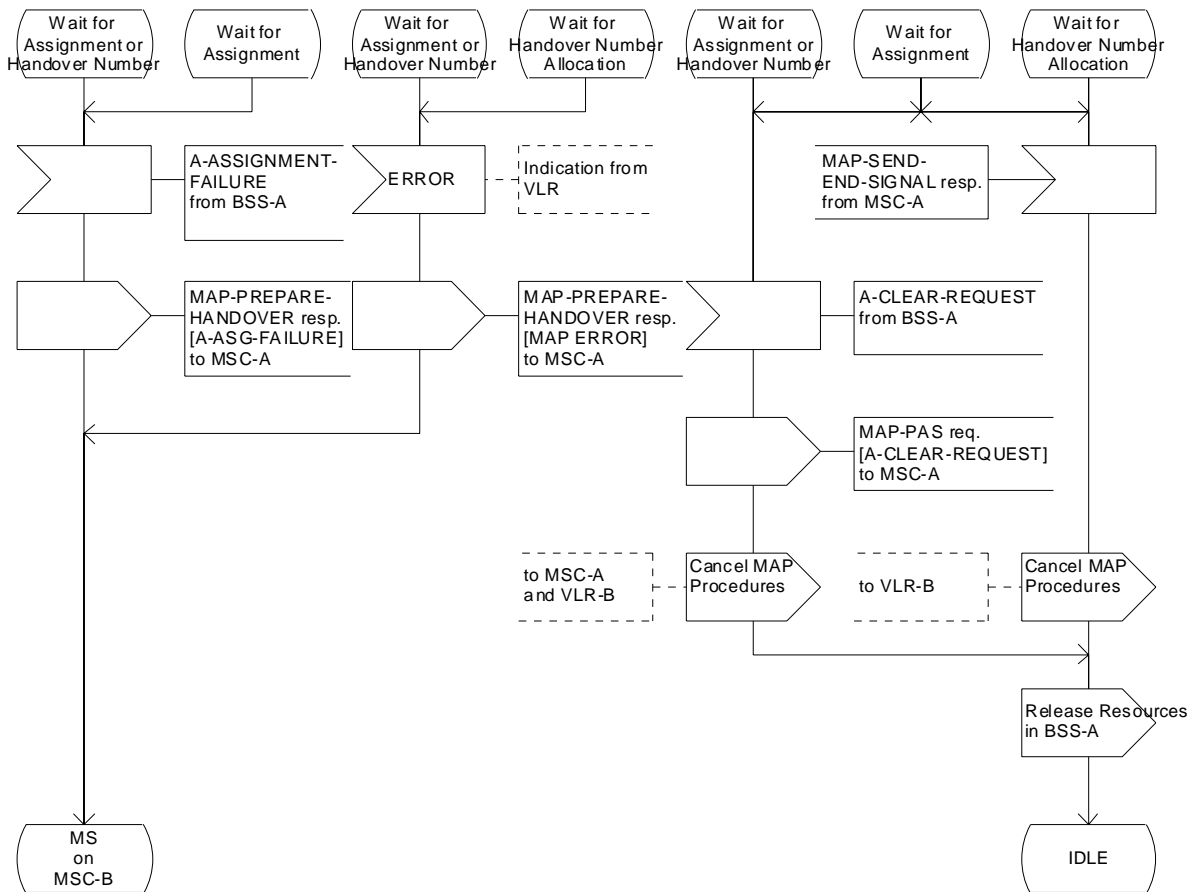 Wait for
Assignment or
Handover Number
Wait for
Assignment
Wait for
Assignment or
Handover Number
Wait for
Handover Number
Allocation
Wait for
Assignment or
Handover Number
Wait for
Assignment
Wait for
Handover Number
Allocation
A-ASSIGNMENT-
FAILURE
from BSS-A
ERROR
Indication from
VLR
MAP-SEND-
END-SIGNAL resp.
from MSC-A
MAP-PREPARE-
HANDOVER resp.
[A-ASG-FAILURE]
to MSC-A
MAP-PREPARE-
HANDOVER resp.
[MAP ERROR]
to MSC-A
A-CLEAR-REQUEST
from BSS-A
MAP-PAS req.
[A-CLEAR-REQUEST]
to MSC-A
to MSC-A
and VLR-B
Cancel MAP
Procedures
to VLR-B
Cancel MAP
Procedures
Release Resources
in BSS-A
MS
on
MSC-B
IDLE